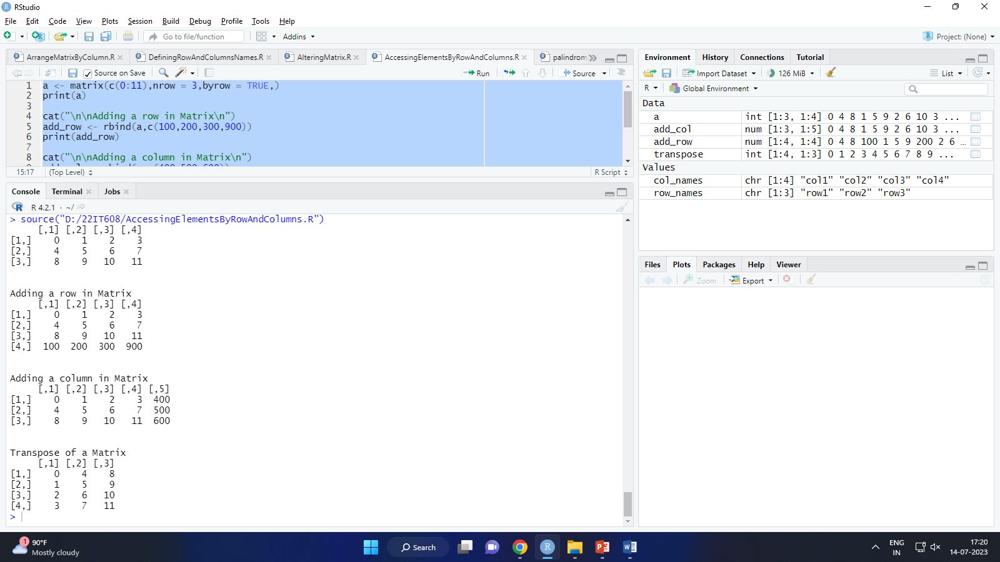 RStudio
File Edit Code View Plots Session Build Debug Profile Tools Help
Go to file/function Addins Project: (None)
ArrangeMatrixByColumn.R DefiningRowAndColumnsNames.R AlteringMatrix.R AccessingElementsByRowAndColumns.R palindrom
Source on Save Run Source
1 a <- matrix(c(0:11),nrow = 3,byrow = TRUE,)
2 print(a)
3
4 cat("\n\nAdding a row in Matrix\n")
5 add_row <- rbind(a,c(100,200,300,900))
6 print(add_row)
7
8 cat("\n\nAdding a column in Matrix\n")
15:17 (Top Level) R Script
Console Terminal Jobs
R 4.2.1 · ~/
> source("D:/22IT608/AccessingElementsByRowAndColumns.R")
[,1] [,2] [,3] [,4]
[1,] 0 1 2 3
[2,] 4 5 6 7
[3,] 8 9 10 11
Adding a row in Matrix
[,1] [,2] [,3] [,4]
[1,] 0 1 2 3
[2,] 4 5 6 7
[3,] 8 9 10 11
[4,] 100 200 300 900
Adding a column in Matrix
[,1] [,2] [,3] [,4] [,5]
[1,] 0 1 2 3 400
[2,] 4 5 6 7 500
[3,] 8 9 10 11 600
Transpose of a Matrix
[,1] [,2] [,3]
[1,] 0 4 8
[2,] 1 5 9
[3,] 2 6 10
[4,] 3 7 11
>
Environment History Connections Tutorial
Import Dataset 126 MiB List
R Global Environment
Data
a int [1:3, 1:4] 0 4 8 1 5 9 2 6 10 3 ...
add_col num [1:3, 1:5] 0 4 8 1 5 9 2 6 10 3 ...
add_row num [1:4, 1:4] 0 4 8 100 1 5 9 200 2 6 ...
transpose int [1:4, 1:3] 0 1 2 3 4 5 6 7 8 9 ...
Values
col_names chr [1:4] "col1" "col2" "col3" "col4"
row_names chr [1:3] "row1" "row2" "row3"
Files Plots Packages Help Viewer
Zoom Export
1 90°F
Mostly cloudy
Search
ENG
IN
17:20
14-07-2023